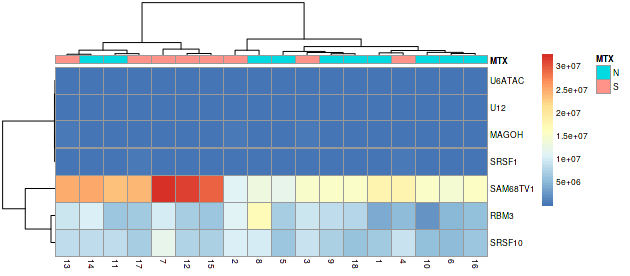 MTX
U6ATAC
U12
MAGOH
SRSF1
SAM68TV1
RBM3
SRSF10
13 14 11 17 7 12 15 2 8 5 3 9 18 1 4 10 6 16
3e+07
2.5e+07
2e+07
1.5e+07
1e+07
5e+06
MTX
N
S